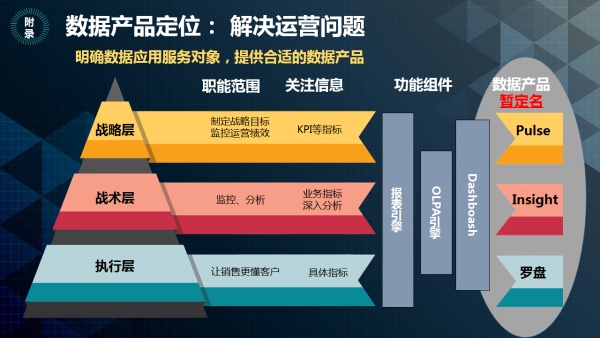 附
录
数据产品定位： 解决运营问题
明确数据应用服务对象，提供合适的数据产品
职能范围
关注信息
功能组件
数据产品
暂定名
战略层
制定战略目标
监控运营绩效
KPI等指标
Pulse
战术层
监控、分析
业务指标
深入分析
Insight
执行层
让销售更懂客户
具体指标
罗盘
报表引擎
OLPA引擎
Dashboash